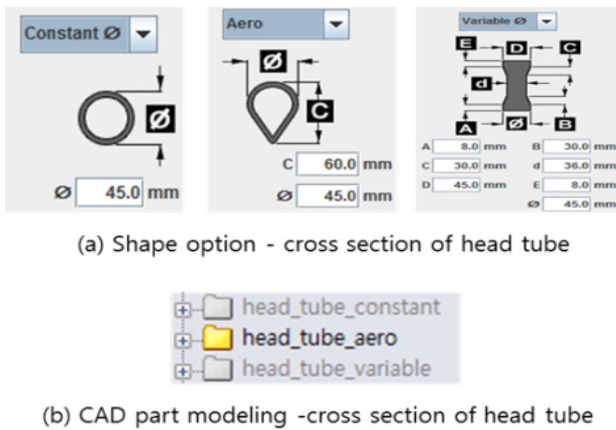 Constant Ø
Ø
Ø 45.0 mm
Aero
Ø
C
C 60.0 mm
Ø 45.0 mm
Variable Ø
E D C
d
A Ø B
A 8.0 mm B 30.0 mm
C 30.0 mm d 36.0 mm
D 45.0 mm E 8.0 mm
Ø 45.0 mm
(a) Shape option - cross section of head tube
head_tube_constant
head_tube_aero
head_tube_variable
(b) CAD part modeling -cross section of head tube